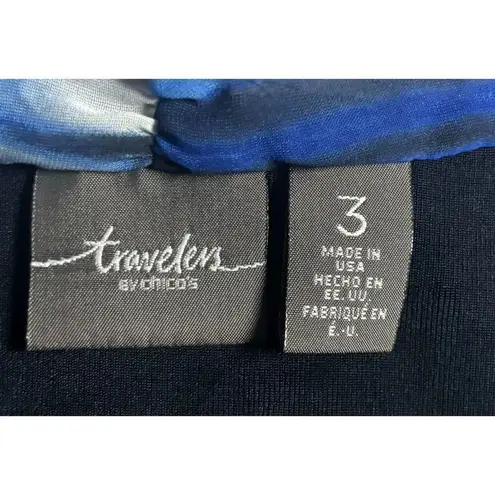 travelers
BY CHICO'S
3
MADE IN
USA
HECHO EN
EE. UU.
FABRIQUÉ EN
É.-U.